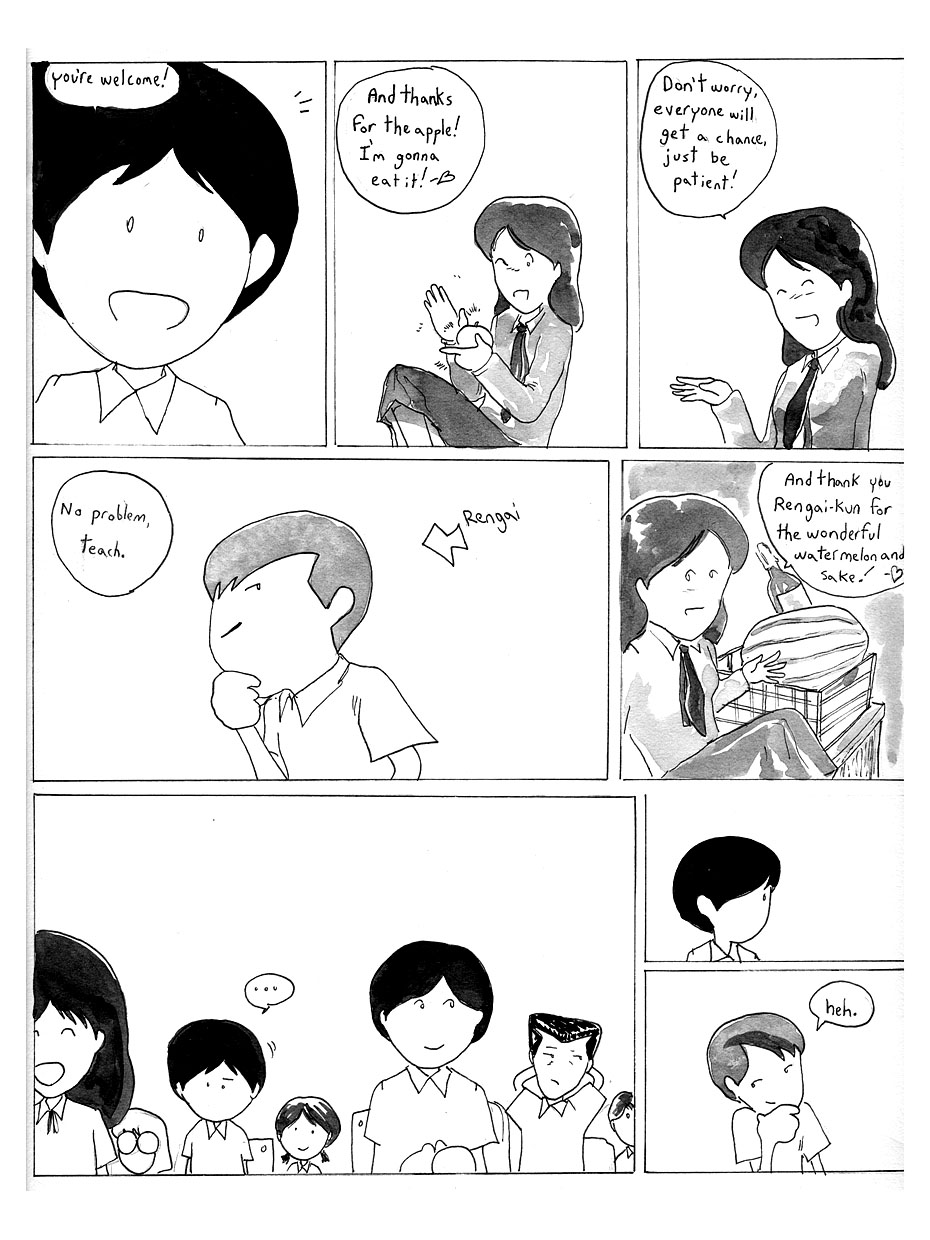 you're welcome!
And thanks
for the apple!
I'm gonna
eat it!
Don't worry,
everyone will
get a chance,
just be
patient!
No problem,
teach.
Rengai
And thank you
Rengai-Kun for
the wonderful
watermelon and
sake!
...
heh.